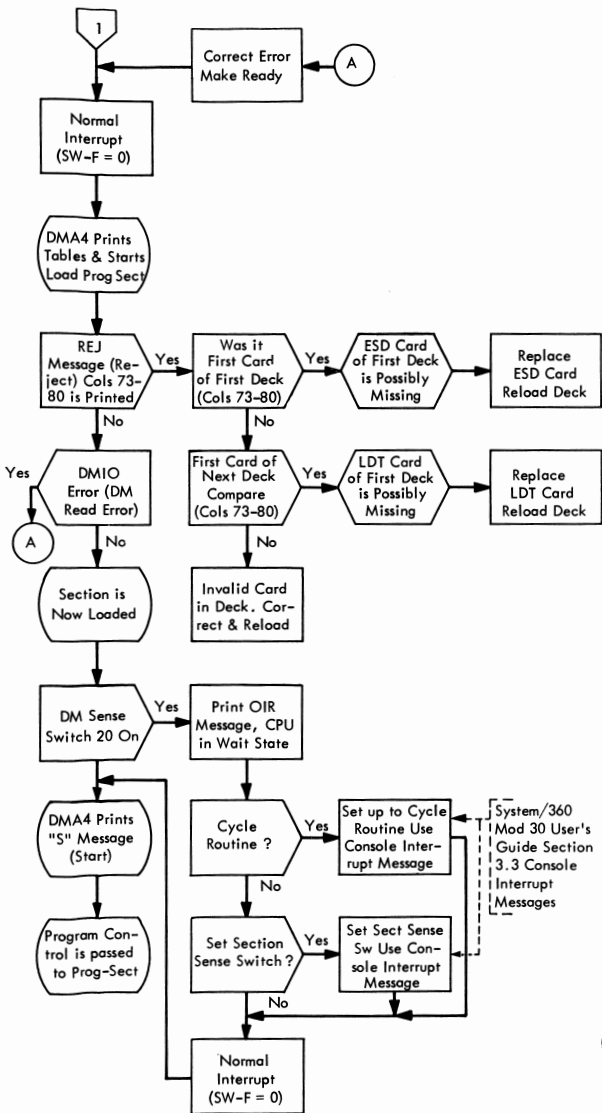 1
Correct Error
Make Ready
A
Normal
Interrupt
(SW-F = 0)
DMA4 Prints
Tables & Starts
Load Prog Sect
REJ
Message (Re-
ject) Cols 73-
80 is Printed
Yes
No
Was it
First Card
of First Deck
(Cols 73-80)
Yes
No
ESD Card
of First Deck
is Possibly
Missing
Replace
ESD Card
Reload Deck
Yes
DMIO
Error (DM
Read Error)
No
A
First Card of
Next Deck
Compare
(Cols 73-80)
Yes
No
LDT Card
of First Deck
is Possibly
Missing
Replace
LDT Card
Reload Deck
Section is
Now Loaded
Invalid Card
in Deck. Cor-
rect & Reload
DM Sense
Switch 20 On
Yes
Print OIR
Message, CPU
in Wait State
DMA4 Prints
"S" Message
(Start)
Cycle
Routine ?
Yes
No
Set up to Cycle
Routine Use
Console Inter-
rupt Message
System/360
Mod 30 User's
Guide Section
3.3 Console
Interrupt
Messages
Program Control
is passed
to Prog-Sect
Set Section
Sense Switch ?
Yes
No
Set Sect Sense
Sw Use Con-
sole Interrupt
Message
Normal
Interrupt
(SW-F = 0)